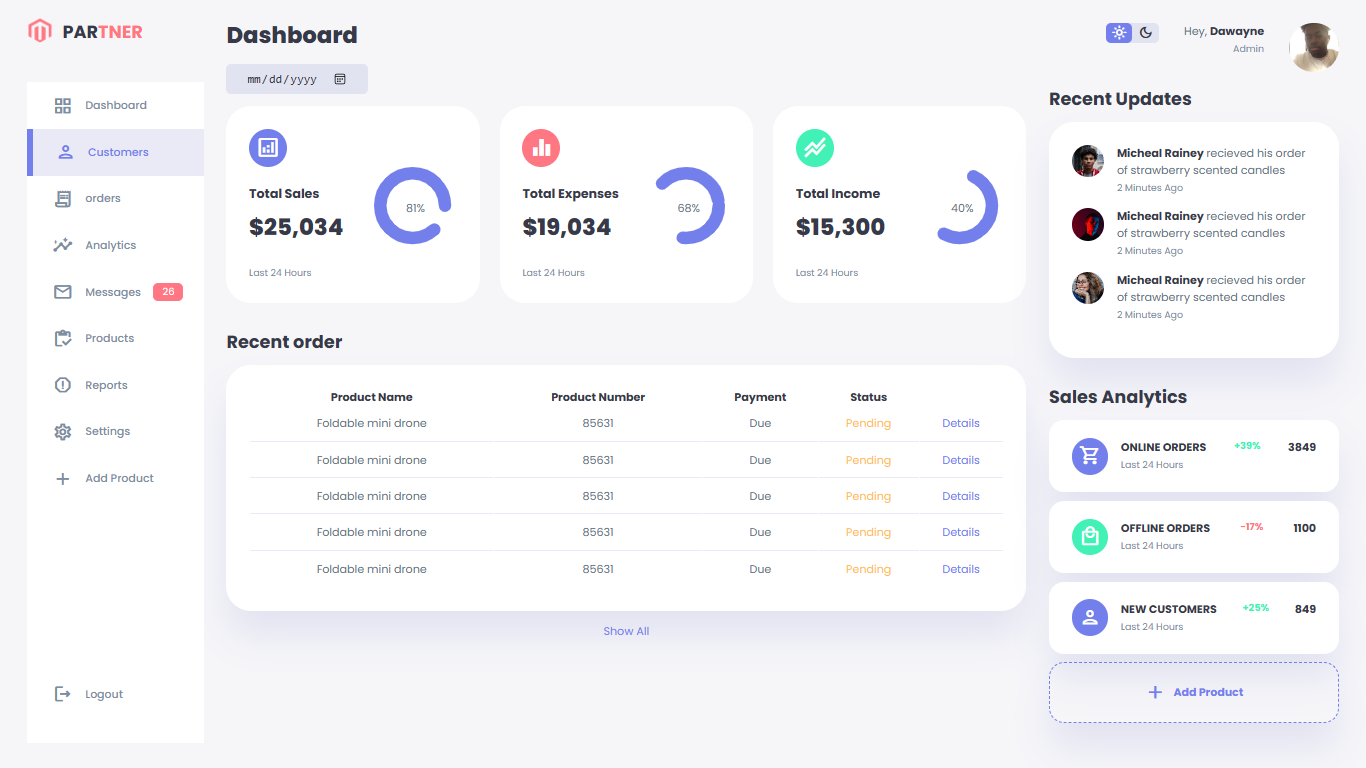 PARTNER
Dashboard
Customers
orders
Analytics
Messages 26
Products
Reports
Settings
Add Product
Logout
Dashboard
mm/dd/yyyy
Total Sales
$25,034
81%
Last 24 Hours
Total Expenses
$19,034
68%
Last 24 Hours
Total Income
$15,300
40%
Last 24 Hours
Recent order
Product Name Product Number Payment Status
Foldable mini drone 85631 Due Pending Details
Foldable mini drone 85631 Due Pending Details
Foldable mini drone 85631 Due Pending Details
Foldable mini drone 85631 Due Pending Details
Foldable mini drone 85631 Due Pending Details
Show All
Hey, Dawayne
Admin
Recent Updates
Micheal Rainey recieved his order
of strawberry scented candles
2 Minutes Ago
Micheal Rainey recieved his order
of strawberry scented candles
2 Minutes Ago
Micheal Rainey recieved his order
of strawberry scented candles
2 Minutes Ago
Sales Analytics
ONLINE ORDERS +39% 3849
Last 24 Hours
OFFLINE ORDERS -17% 1100
Last 24 Hours
NEW CUSTOMERS +25% 849
Last 24 Hours
Add Product